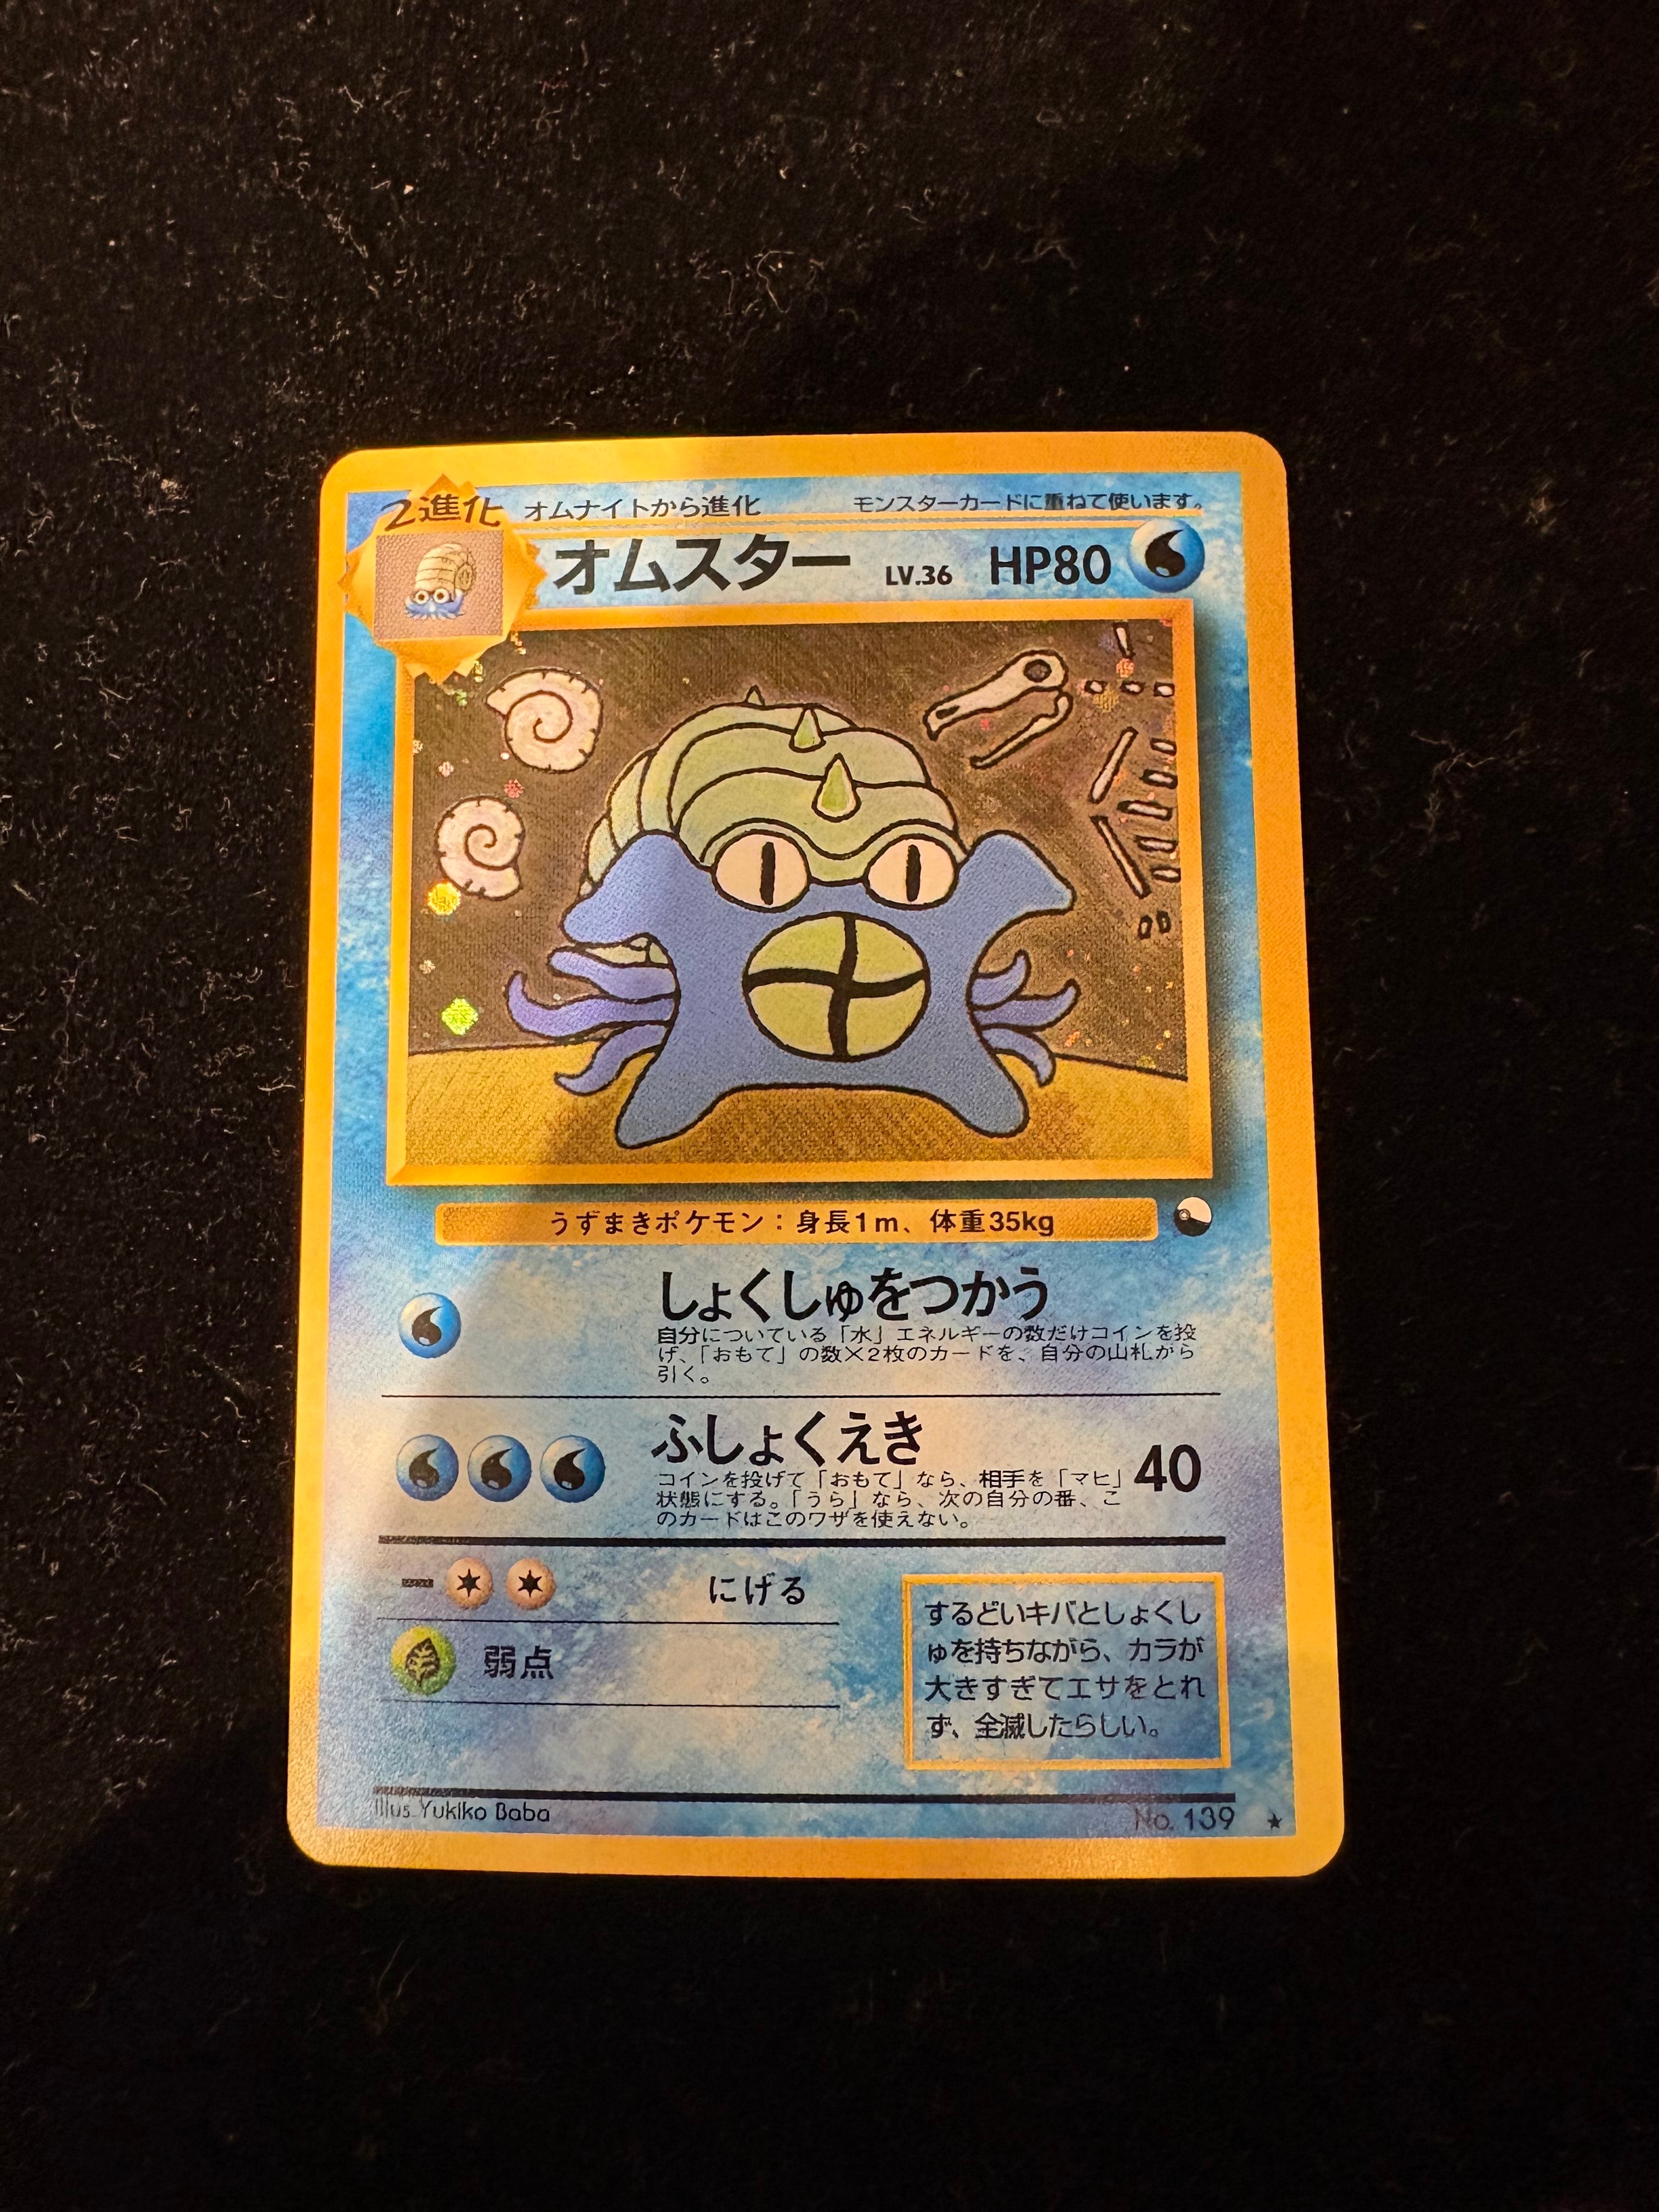 2進化 オムナイトから進化 モンスターカードに重ねて使います。
オムスター LV.36 HP80
うずまきポケモン：身長1m、体重35kg
しょくしゅをつかう
自分についている「水」エネルギーの数だけコインを投
げ、「おもて」の数×2枚のカードを、自分の山札から
引く。
ふしょくえき 40
コインを投げて「おもて」なら、相手を「マヒ」
状態にする。「うら」なら、次の自分の番、こ
のカードはこのワザを使えない。
にげる
弱点
するどいキバとしょくし
ゅを持ちながら、カラが
大きすぎてエサをとれ
ず、全滅したらしい。
Illus. Yukiko Baba No. 139 ★